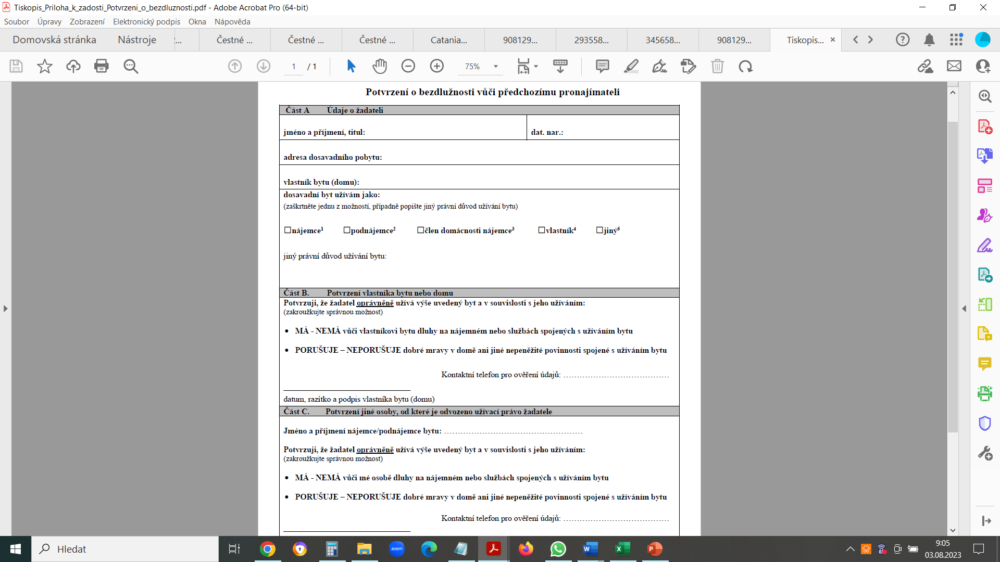 Tiskopis_Priloha_k_zadosti_Potvrzeni_o_bezdluznosti.pdf - Adobe Acrobat Pro (64-bit)
Soubor Úpravy Zobrazení Elektronický podpis Okna Nápověda
Domovská stránka Nástroje ... Čestné ... Čestné ... Čestné ... Catania... 908129... 293558... 345658... 908129... Tiskopis...
1 / 1 75%
Potvrzení o bezdlužnosti vůči předchozímu pronajímateli
Část A Údaje o žadateli
jméno a příjmení, titul: dat. nar.:
adresa dosavadního pobytu:
vlastník bytu (domu):
dosavadní byt užívám jako:
(zaškrtněte jednu z možností, případně popište jiný právní důvod užívání bytu)
☐nájemce¹ ☐podnájemce² ☐člen domácnosti nájemce³ ☐vlastník⁴ ☐jiný⁵
jiný právní důvod užívání bytu:
Část B. Potvrzení vlastníka bytu nebo domu
Potvrzuji, že žadatel oprávněně užívá výše uvedený byt a v souvislosti s jeho užíváním:
(zakroužkujte správnou možnost)
• MÁ - NEMÁ vůči vlastníkovi bytu dluhy na nájemném nebo službách spojených s užíváním bytu
• PORUŠUJE – NEPORUŠUJE dobré mravy v domě ani jiné nepeněžité povinnosti spojené s užíváním bytu
Kontaktní telefon pro ověření údajů: …………………………………
datum, razítko a podpis vlastníka bytu (domu)
Část C. Potvrzení jiné osoby, od které je odvozeno užívací právo žadatele
Jméno a příjmení nájemce/podnájemce bytu: ……………………………………………
Potvrzuji, že žadatel oprávněně užívá výše uvedený byt a v souvislosti s jeho užíváním:
(zakroužkujte správnou možnost)
• MÁ - NEMÁ vůči mé osobě dluhy na nájemném nebo službách spojených s užíváním bytu
• PORUŠUJE – NEPORUŠUJE dobré mravy v domě ani jiné nepeněžité povinnosti spojené s užíváním bytu
Kontaktní telefon pro ověření údajů: …………………………………
Hledat
zoom
9:05
03.08.2023